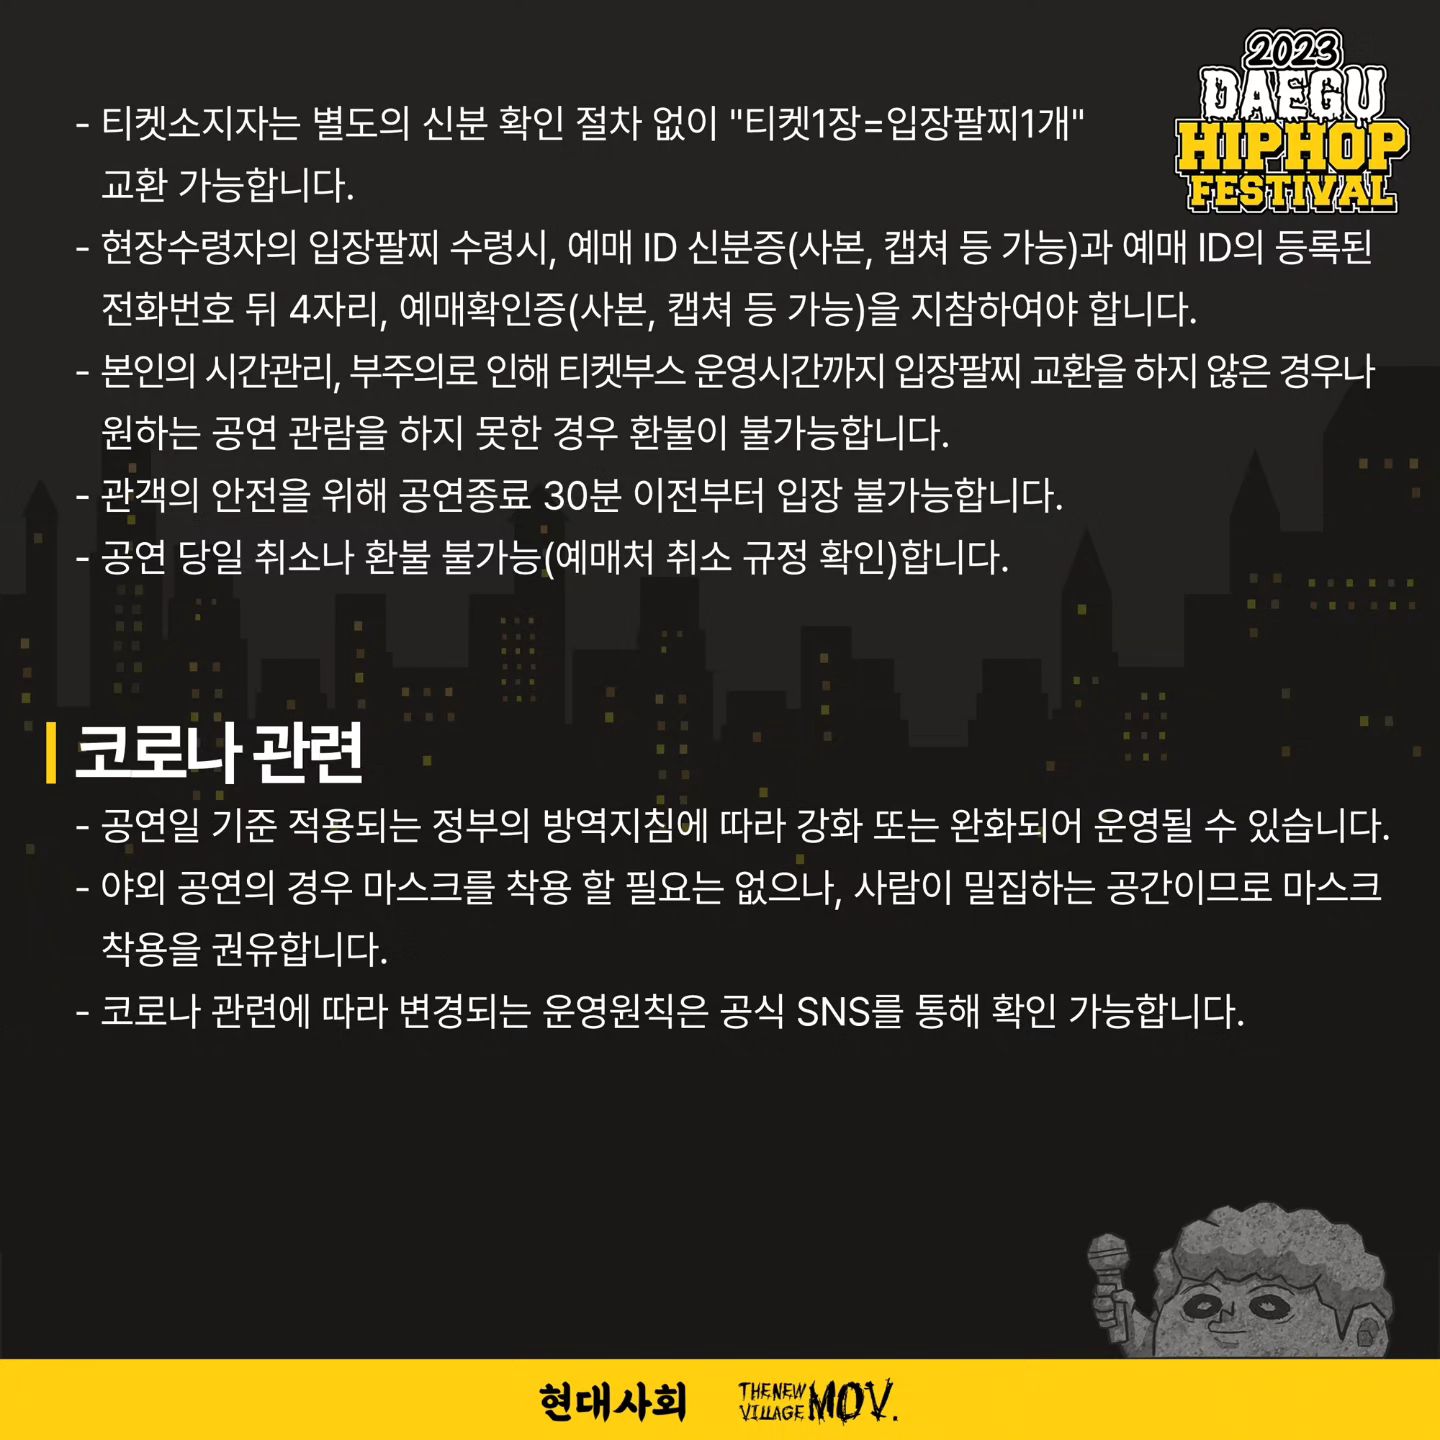 2023
DAEGU
HIPHOP
FESTIVAL
- 티켓소지자는 별도의 신분 확인 절차 없이 "티켓1장=입장팔찌1개"
교환 가능합니다.
- 현장수령자의 입장팔찌 수령시, 예매 ID 신분증(사본, 캡쳐 등 가능)과 예매 ID의 등록된
전화번호 뒤 4자리, 예매확인증(사본, 캡쳐 등 가능)을 지참하여야 합니다.
- 본인의 시간관리, 부주의로 인해 티켓부스 운영시간까지 입장팔찌 교환을 하지 않은 경우나
원하는 공연 관람을 하지 못한 경우 환불이 불가능합니다.
- 관객의 안전을 위해 공연종료 30분 이전부터 입장 불가능합니다.
- 공연 당일 취소나 환불 불가능(예매처 취소 규정 확인)합니다.
코로나 관련
- 공연일 기준 적용되는 정부의 방역지침에 따라 강화 또는 완화되어 운영될 수 있습니다.
- 야외 공연의 경우 마스크를 착용 할 필요는 없으나, 사람이 밀집하는 공간이므로 마스크
착용을 권유합니다.
- 코로나 관련에 따라 변경되는 운영원칙은 공식 SNS를 통해 확인 가능합니다.
현대사회
THE NEW VILLAGE MOV.